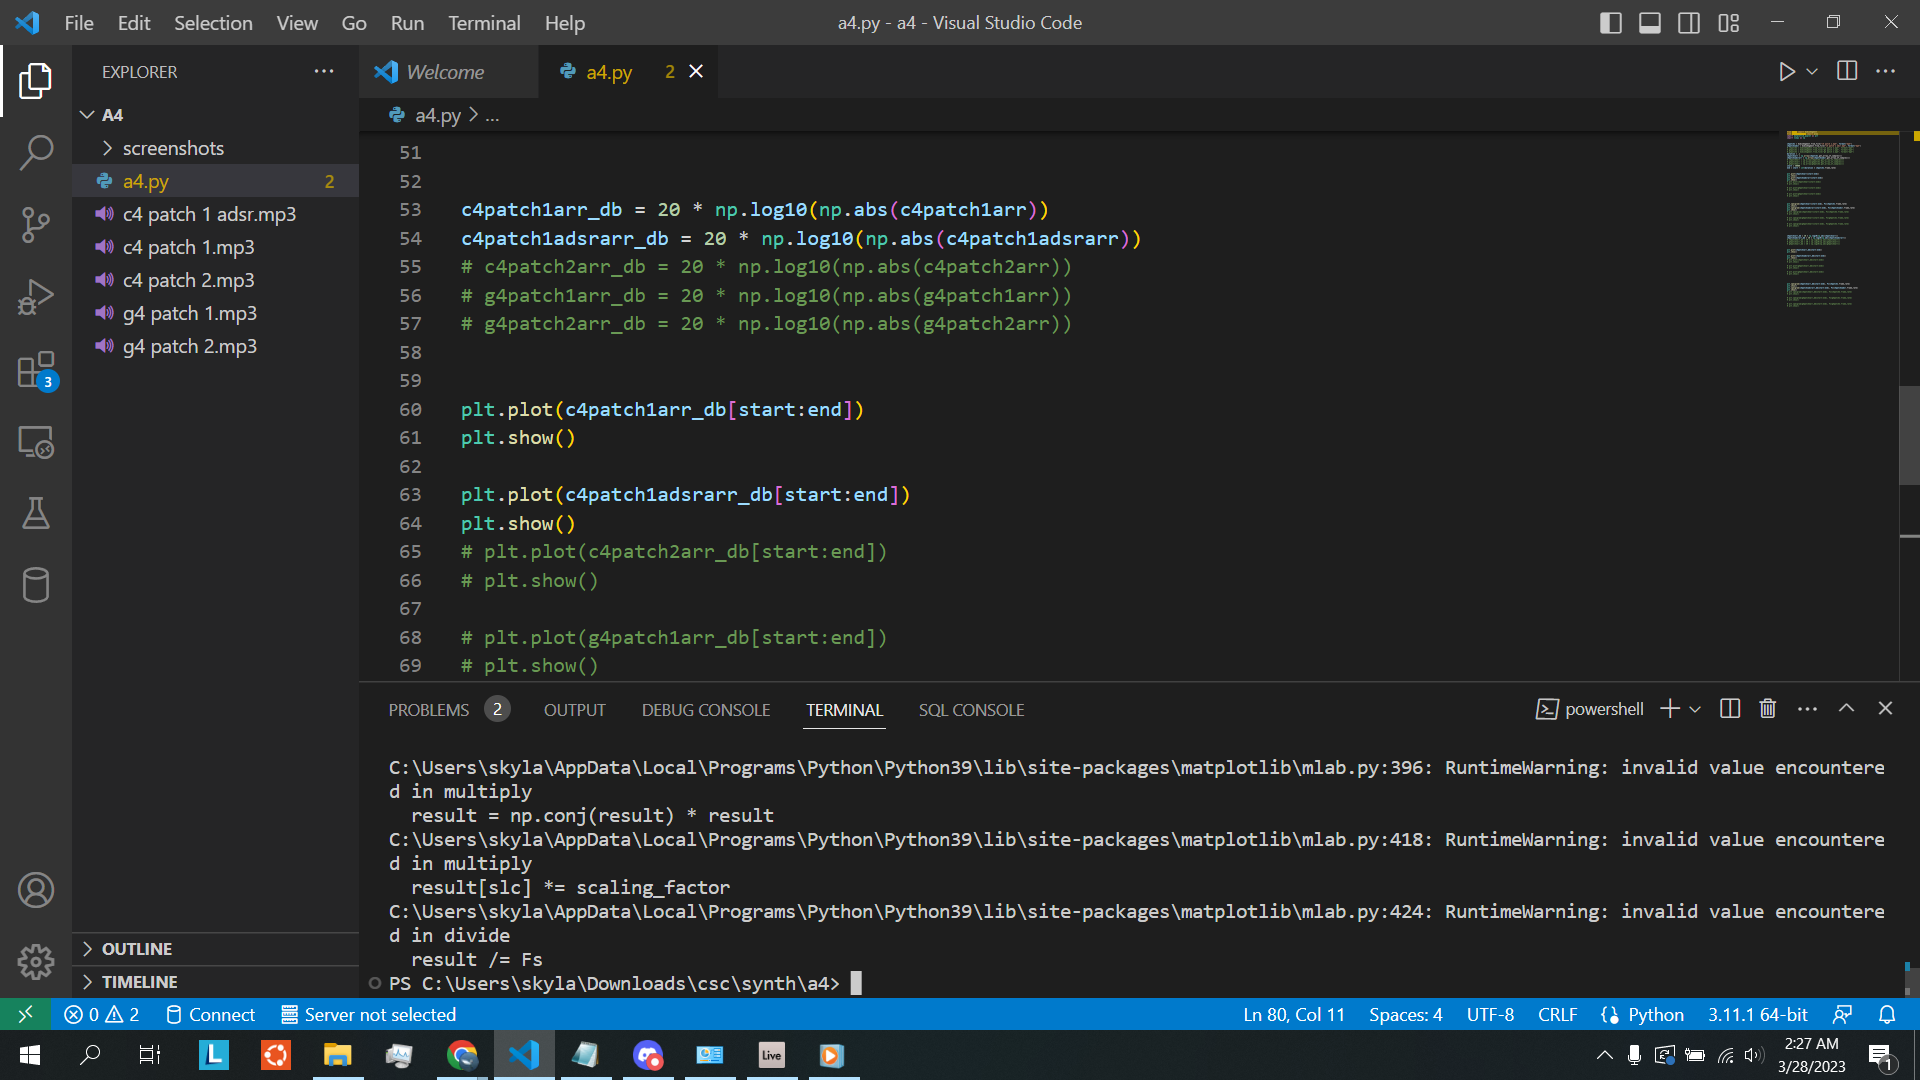 File Edit Selection View Go Run Terminal Help
a4.py - a4 - Visual Studio Code
EXPLORER
Welcome
a4.py 2
A4
screenshots
a4.py 2
c4 patch 1 adsr.mp3
c4 patch 1.mp3
c4 patch 2.mp3
g4 patch 1.mp3
g4 patch 2.mp3
3
OUTLINE
TIMELINE
a4.py > ...
51
52
53 c4patch1arr_db = 20 * np.log10(np.abs(c4patch1arr))
54 c4patch1adsrarr_db = 20 * np.log10(np.abs(c4patch1adsrarr))
55 # c4patch2arr_db = 20 * np.log10(np.abs(c4patch2arr))
56 # g4patch1arr_db = 20 * np.log10(np.abs(g4patch1arr))
57 # g4patch2arr_db = 20 * np.log10(np.abs(g4patch2arr))
58
59
60 plt.plot(c4patch1arr_db[start:end])
61 plt.show()
62
63 plt.plot(c4patch1adsrarr_db[start:end])
64 plt.show()
65 # plt.plot(c4patch2arr_db[start:end])
66 # plt.show()
67
68 # plt.plot(g4patch1arr_db[start:end])
69 # plt.show()
PROBLEMS 2 OUTPUT DEBUG CONSOLE TERMINAL SQL CONSOLE
powershell
C:\Users\skyla\AppData\Local\Programs\Python\Python39\lib\site-packages\matplotlib\mlab.py:396: RuntimeWarning: invalid value encountere
d in multiply
result = np.conj(result) * result
C:\Users\skyla\AppData\Local\Programs\Python\Python39\lib\site-packages\matplotlib\mlab.py:418: RuntimeWarning: invalid value encountere
d in multiply
result[slc] *= scaling_factor
C:\Users\skyla\AppData\Local\Programs\Python\Python39\lib\site-packages\matplotlib\mlab.py:424: RuntimeWarning: invalid value encountere
d in divide
result /= Fs
PS C:\Users\skyla\Downloads\csc\synth\a4>
0 2 Connect Server not selected
Ln 80, Col 11 Spaces: 4 UTF-8 CRLF Python 3.11.1 64-bit
L
Live
2:27 AM
3/28/2023
1